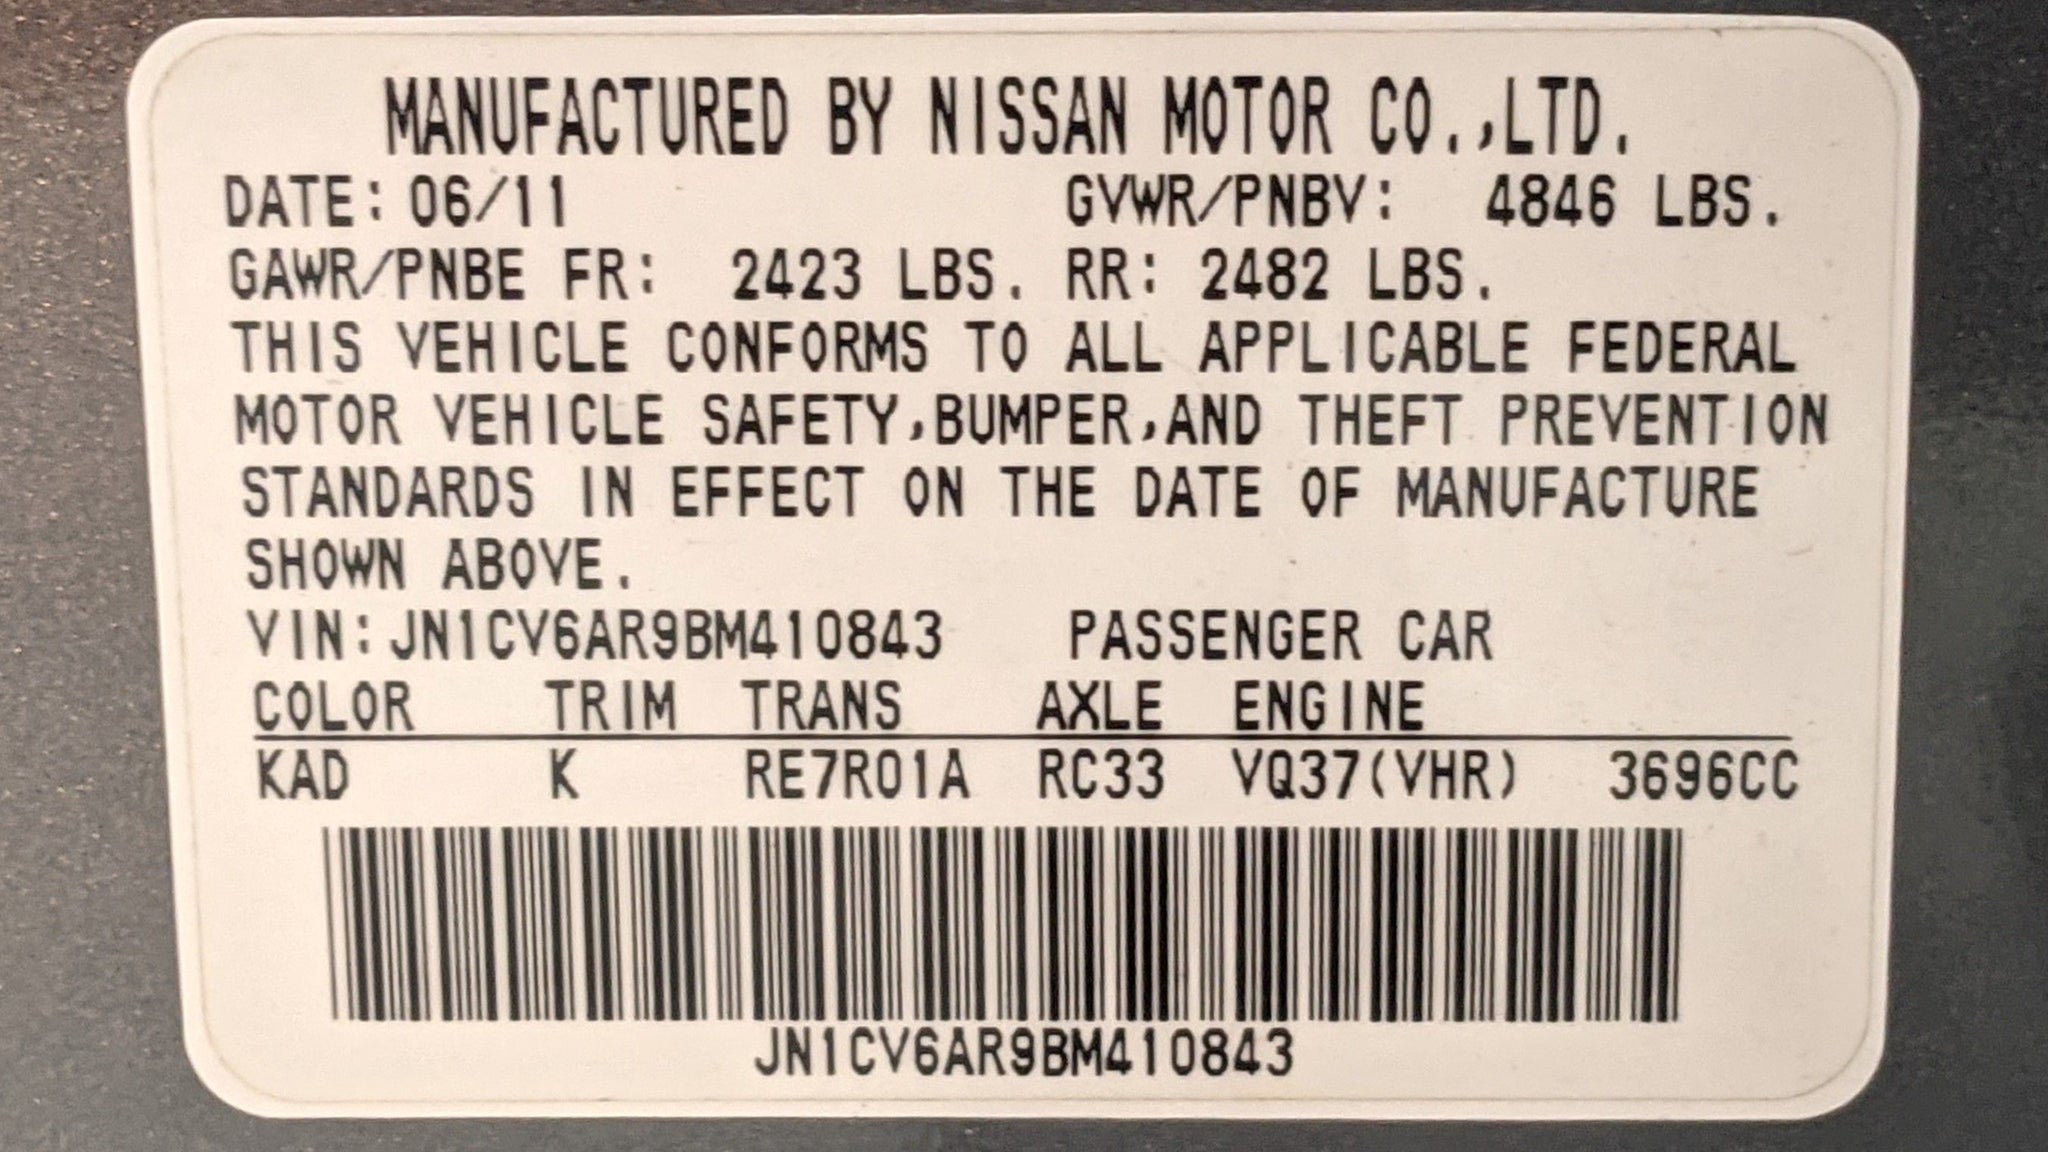 MANUFACTURED BY NISSAN MOTOR CO.,LTD.
DATE: 06/11 GVWR/PNBV: 4846 LBS.
GAWR/PNBE FR: 2423 LBS. RR: 2482 LBS.
THIS VEHICLE CONFORMS TO ALL APPLICABLE FEDERAL
MOTOR VEHICLE SAFETY,BUMPER,AND THEFT PREVENTION
STANDARDS IN EFFECT ON THE DATE OF MANUFACTURE
SHOWN ABOVE.
VIN:JN1CV6AR9BM410843 PASSENGER CAR
COLOR TRIM TRANS AXLE ENGINE
KAD K RE7R01A RC33 VQ37(VHR) 3696CC
JN1CV6AR9BM410843